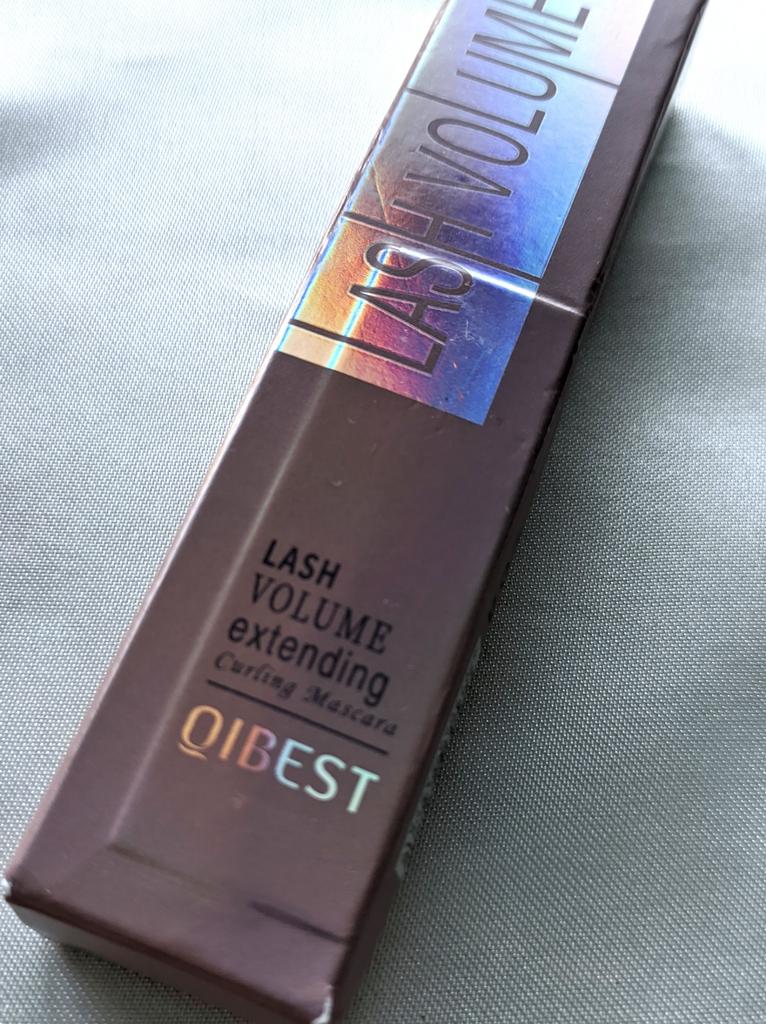 LASH VOLUME
LASH
VOLUME
extending
Curling Mascara
QIBEST